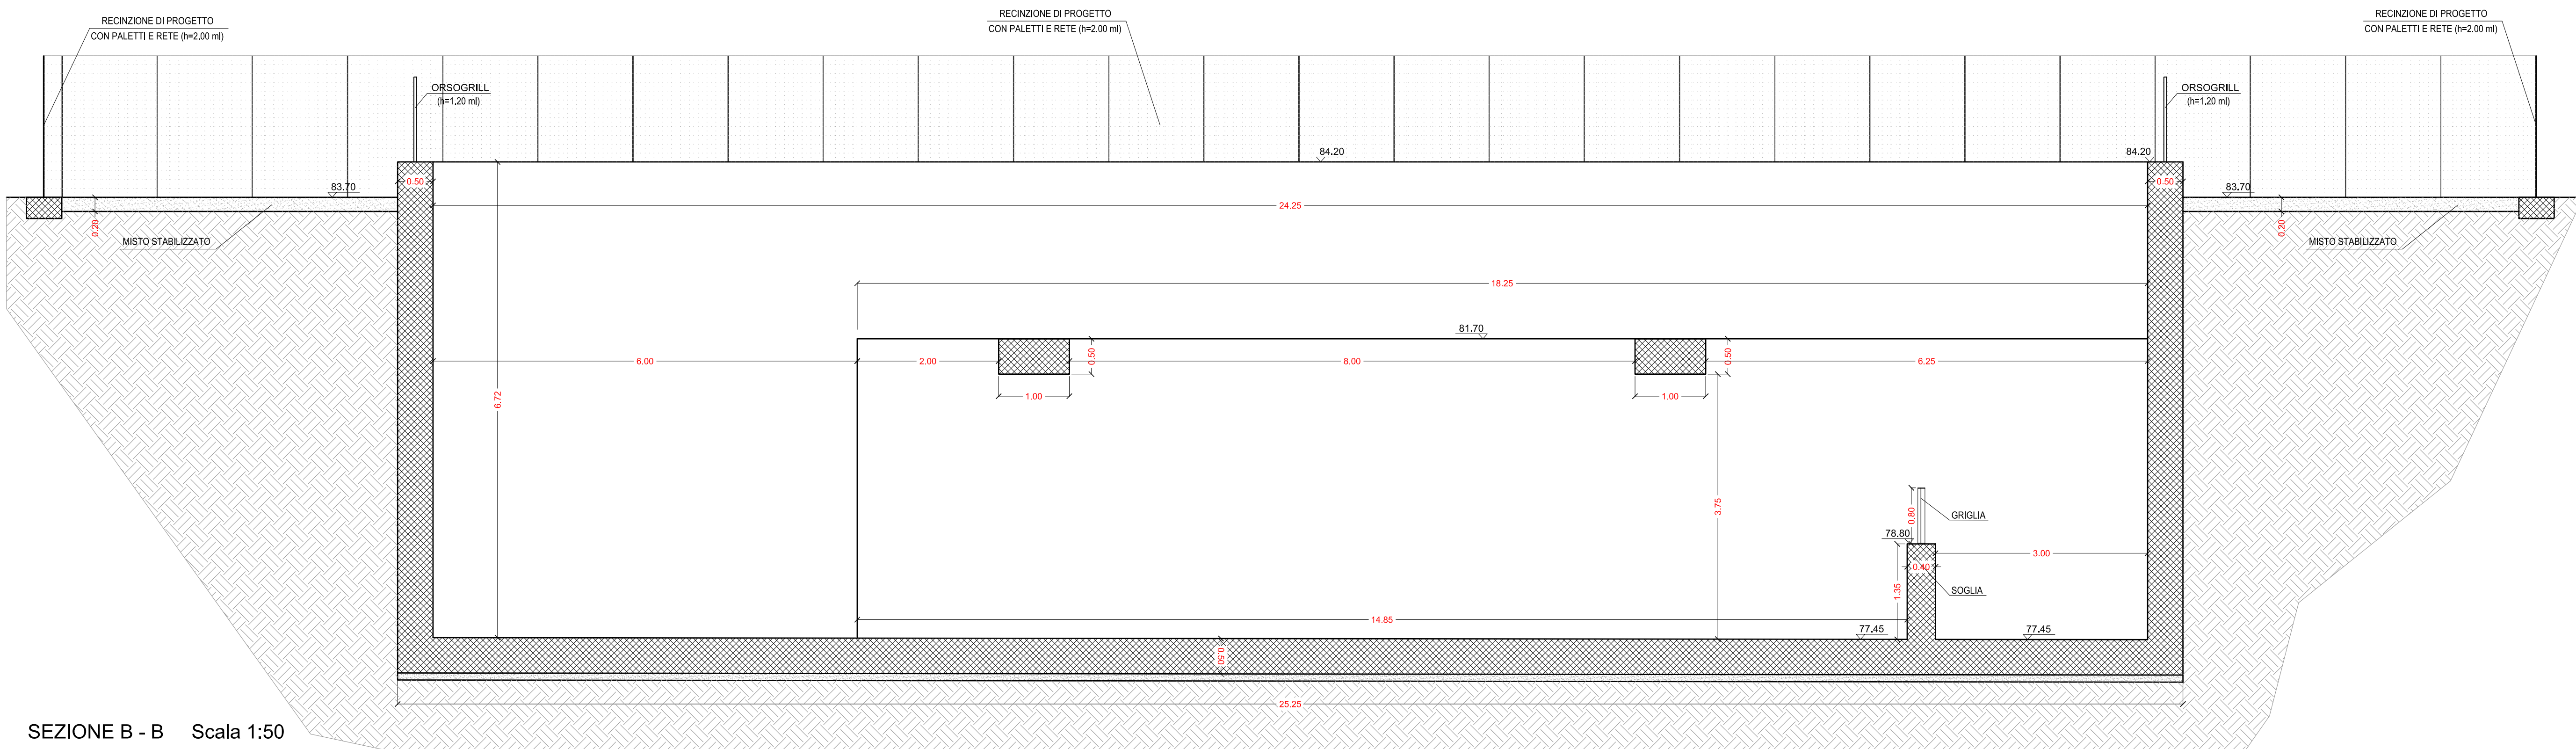 RECINZIONE DI PROGETTO
CON PALETTI E RETE (h=2.00 ml)
RECINZIONE DI PROGETTO
CON PALETTI E RETE (h=2.00 ml)
RECINZIONE DI PROGETTO
CON PALETTI E RETE (h=2.00 ml)
ORSOGRILL
(h=1.20 ml)
ORSOGRILL
(h=1.20 ml)
84.20
84.20
0.50
0.50
83.70
83.70
24.25
0.20
0.20
MISTO STABILIZZATO
MISTO STABILIZZATO
18.25
81.70
6.00
2.00
0.50
8.00
0.50
6.25
1.00
1.00
6.72
3.75
0.80
GRIGLIA
78.80
3.00
0.40
1.35
SOGLIA
14.85
77.45
77.45
0.50
25.25
SEZIONE B - B Scala 1:50